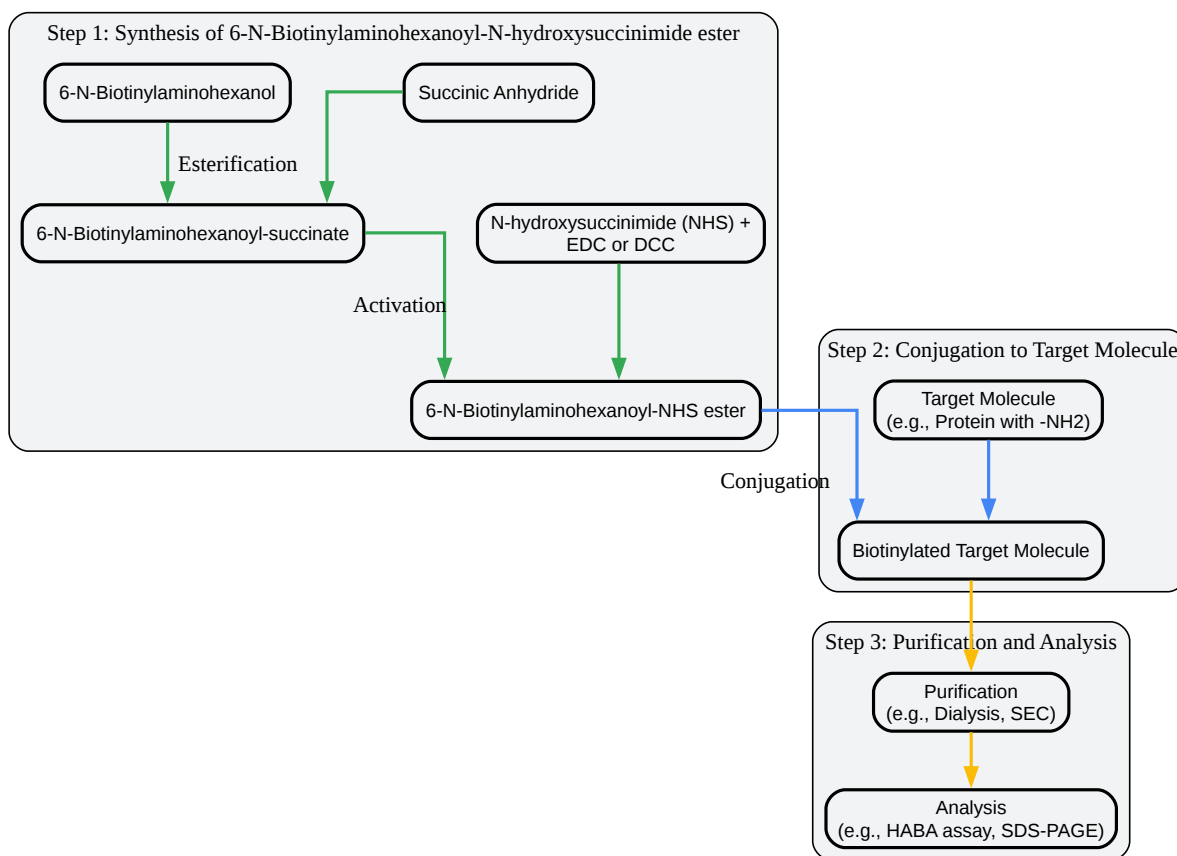 Step 1: Synthesis of 6-N-Biotinylaminohexanoyl-N-hydroxysuccinimide ester
6-N-Biotinylaminohexanol
Succinic Anhydride
Esterification
6-N-Biotinylaminohexanoyl-succinate
N-hydroxysuccinimide (NHS) +
EDC or DCC
Activation
6-N-Biotinylaminohexanoyl-NHS ester
Step 2: Conjugation to Target Molecule
Target Molecule
(e.g., Protein with -NH2)
Conjugation
Biotinylated Target Molecule
Step 3: Purification and Analysis
Purification
(e.g., Dialysis, SEC)
Analysis
(e.g., HABA assay, SDS-PAGE)